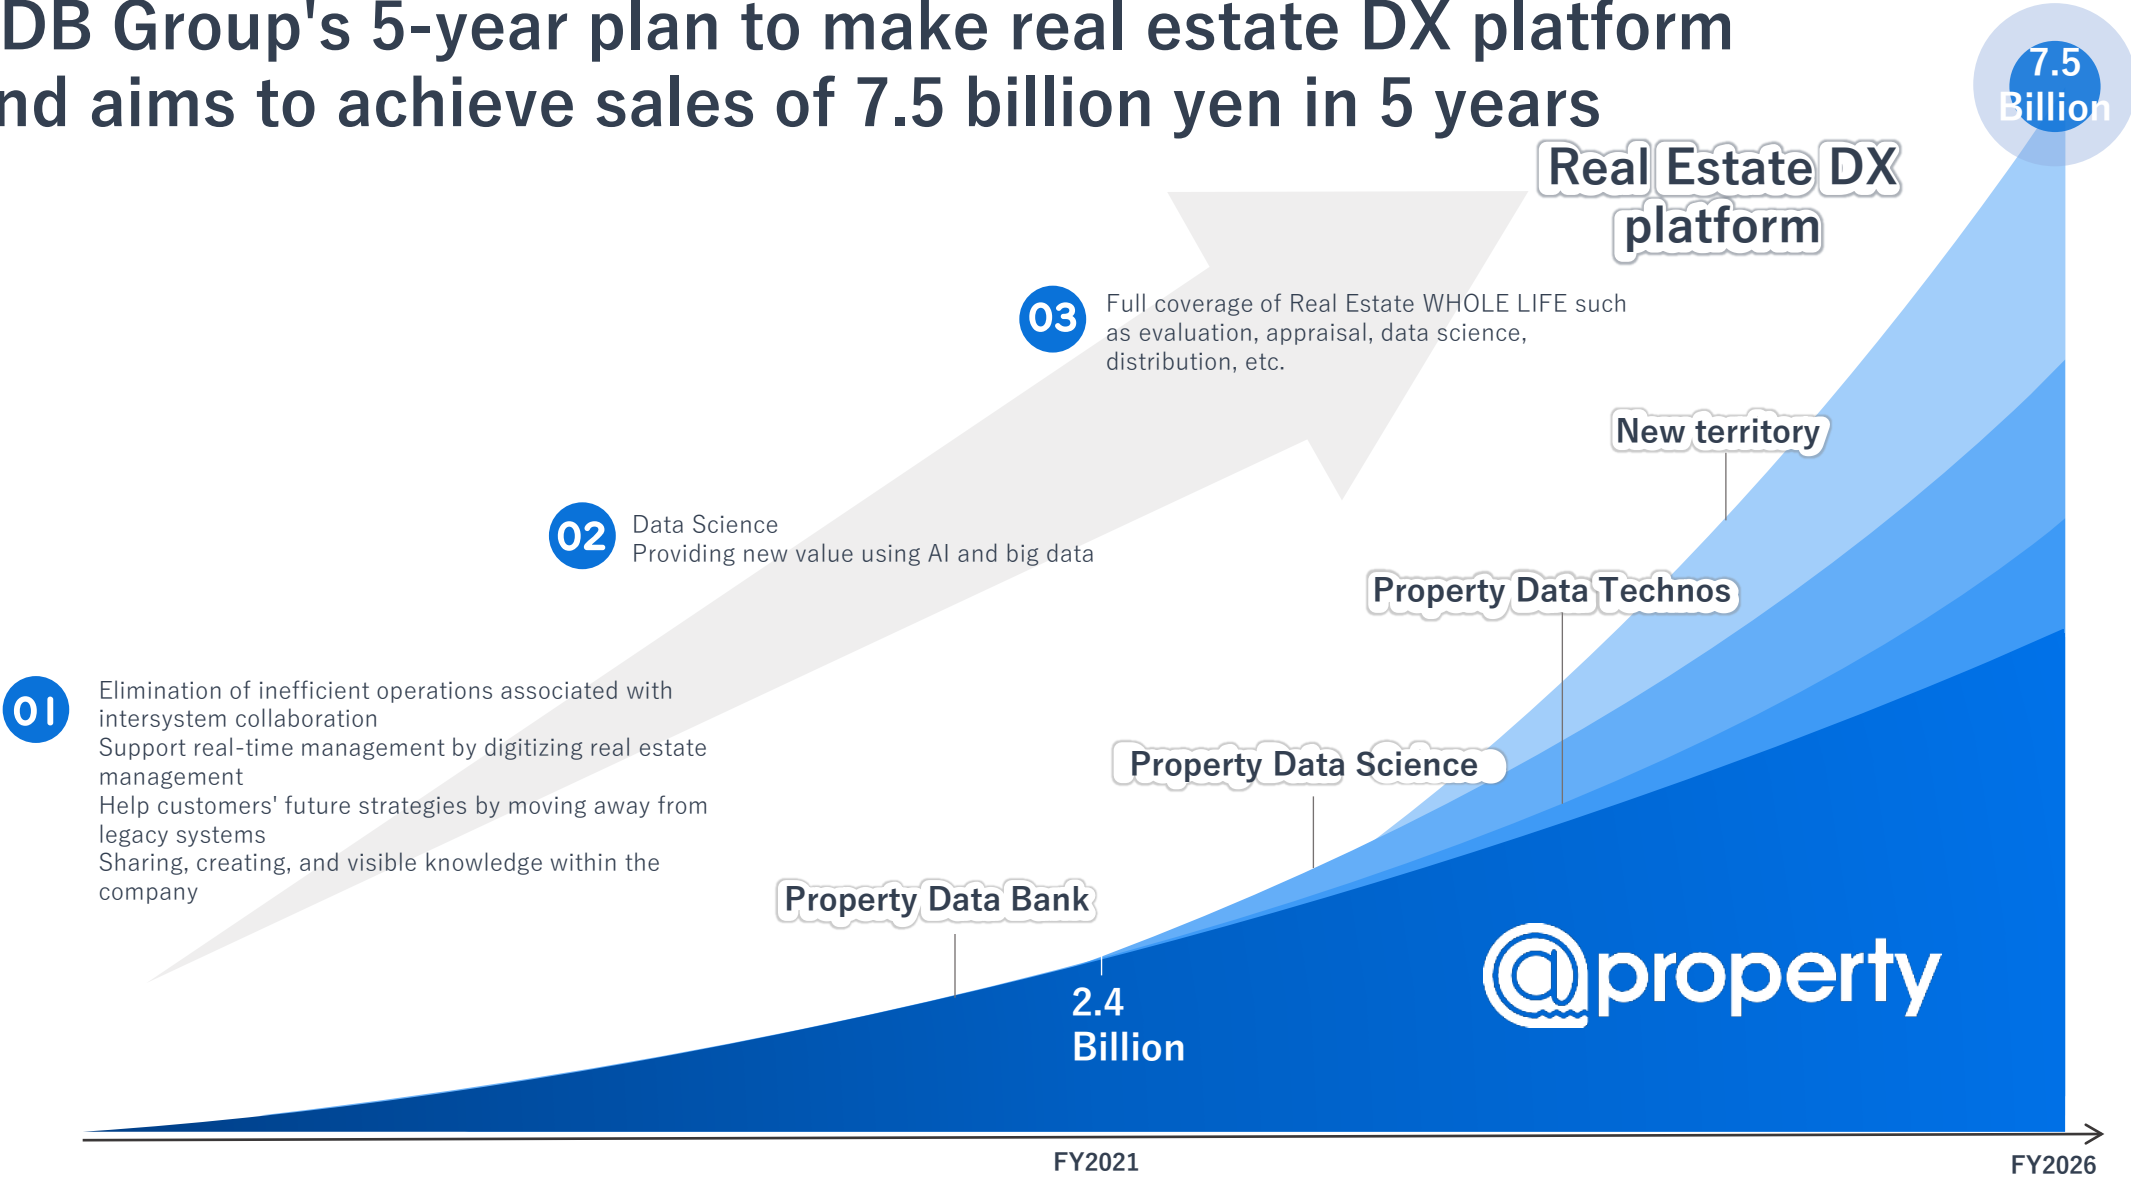 DB Group's 5-year plan to make real estate DX platform
nd aims to achieve sales of 7.5 billion yen in 5 years
7.5
Billion
Real Estate DX
platform
03
Full coverage of Real Estate WHOLE LIFE such
as evaluation, appraisal, data science,
distribution, etc.
New territory
02
Data Science
Providing new value using AI and big data
Property Data Technos
01
Elimination of inefficient operations associated with
intersystem collaboration
Support real-time management by digitizing real estate
management
Help customers' future strategies by moving away from
legacy systems
Sharing, creating, and visible knowledge within the
company
Property Data Science
Property Data Bank
@property
2.4
Billion
FY2021
FY2026